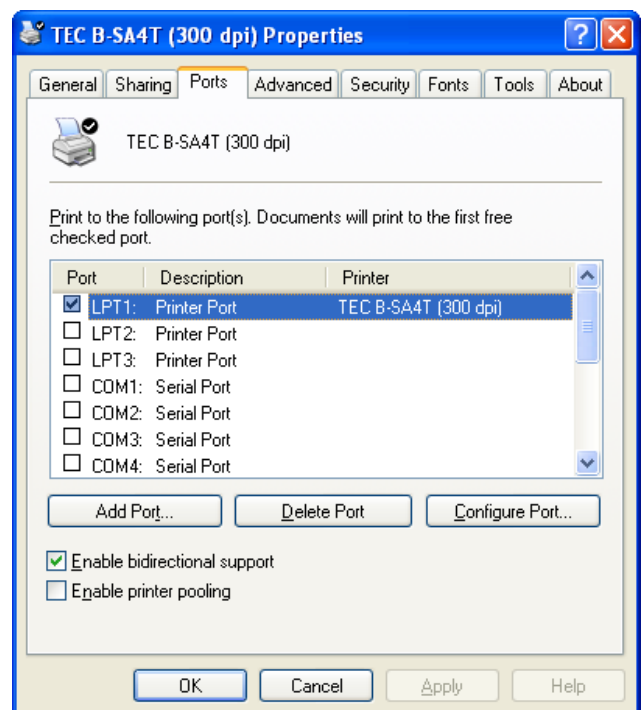 TEC B-SA4T (300 dpi) Properties
General Sharing Ports Advanced Security Fonts Tools About
TEC B-SA4T (300 dpi)
Print to the following port(s). Documents will print to the first free
checked port.
Port Description Printer
LPT1: Printer Port TEC B-SA4T (300 dpi)
LPT2: Printer Port
LPT3: Printer Port
COM1: Serial Port
COM2: Serial Port
COM3: Serial Port
COM4: Serial Port
Add Port... Delete Port Configure Port...
Enable bidirectional support
Enable printer pooling
OK Cancel Apply Help